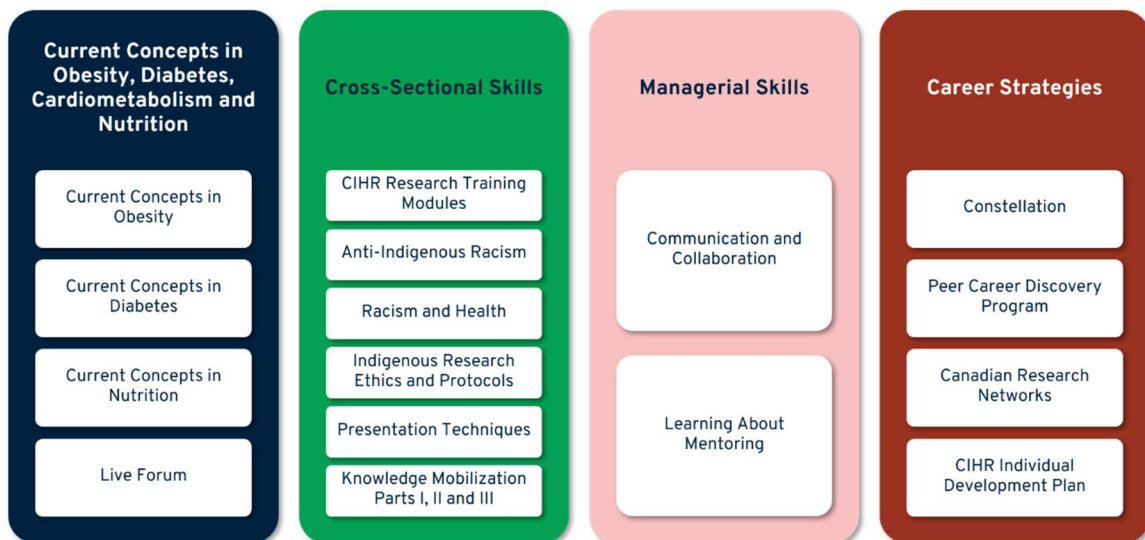 Current Concepts in
Obesity, Diabetes,
Cardiometabolism and
Nutrition
Current Concepts in
Obesity
Current Concepts in
Diabetes
Current Concepts in
Nutrition
Live Forum
Cross-Sectional Skills
CIHR Research Training
Modules
Anti-Indigenous Racism
Racism and Health
Indigenous Research
Ethics and Protocols
Presentation Techniques
Knowledge Mobilization
Parts I, II and III
Managerial Skills
Communication and
Collaboration
Learning About
Mentoring
Career Strategies
Constellation
Peer Career Discovery
Program
Canadian Research
Networks
CIHR Individual
Development Plan